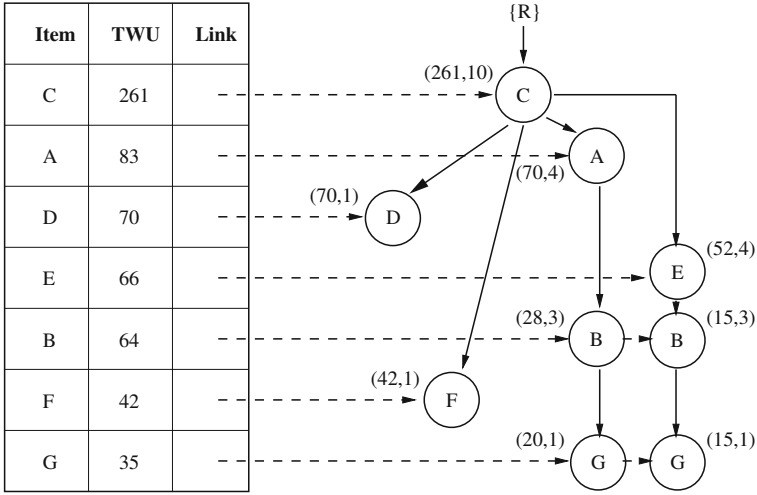 {R}
Item TWU Link
(261,10)
C 261 C
A 83 A
(70,4)
(70,1)
D 70 D
(52,4)
E 66 E
(28,3) (15,3)
B 64 B B
(42,1)
F 42 F
(20,1) (15,1)
G 35 G G